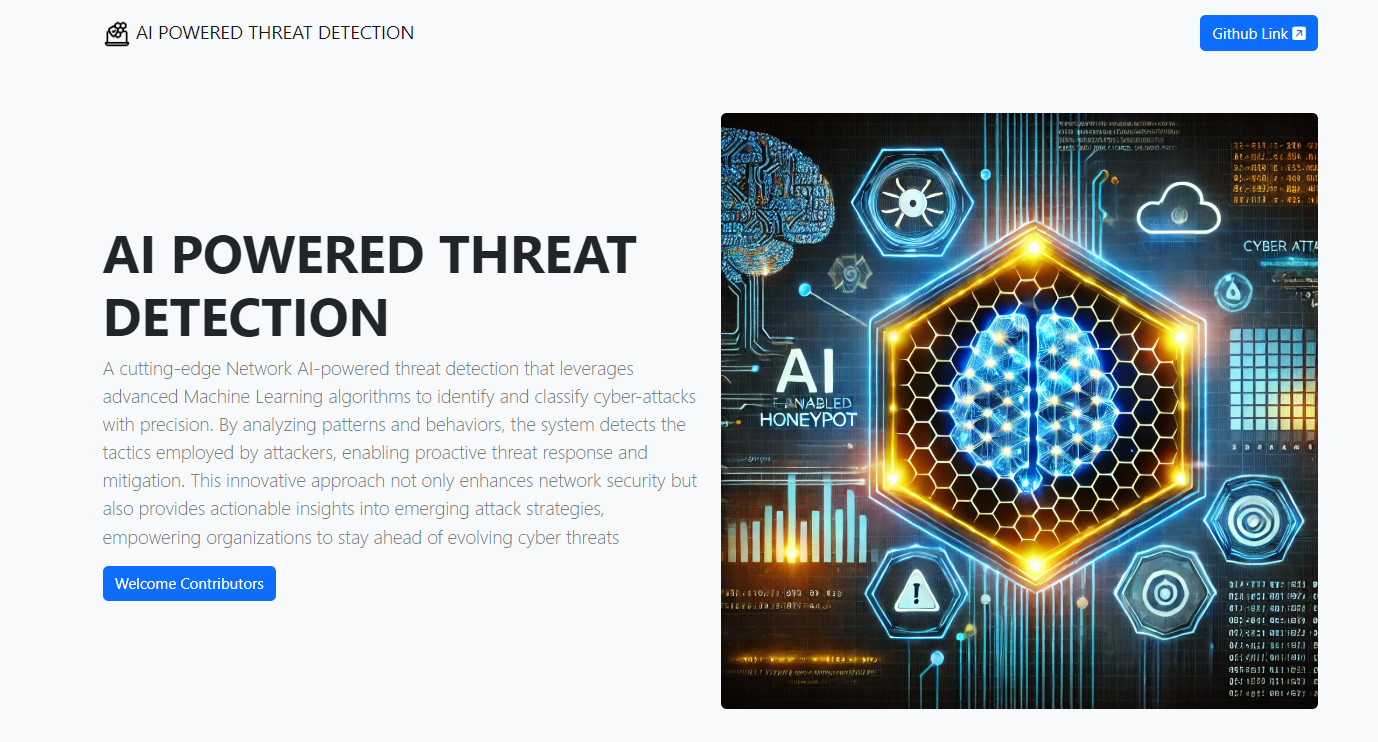 AI POWERED THREAT DETECTION
Github Link
AI POWERED THREAT
DETECTION
A cutting-edge Network AI-powered threat detection that leverages
advanced Machine Learning algorithms to identify and classify cyber-attacks
with precision. By analyzing patterns and behaviors, the system detects the
tactics employed by attackers, enabling proactive threat response and
mitigation. This innovative approach not only enhances network security but
also provides actionable insights into emerging attack strategies,
empowering organizations to stay ahead of evolving cyber threats
Welcome Contributors
CYBER ATTA
AI
HONEYPOT